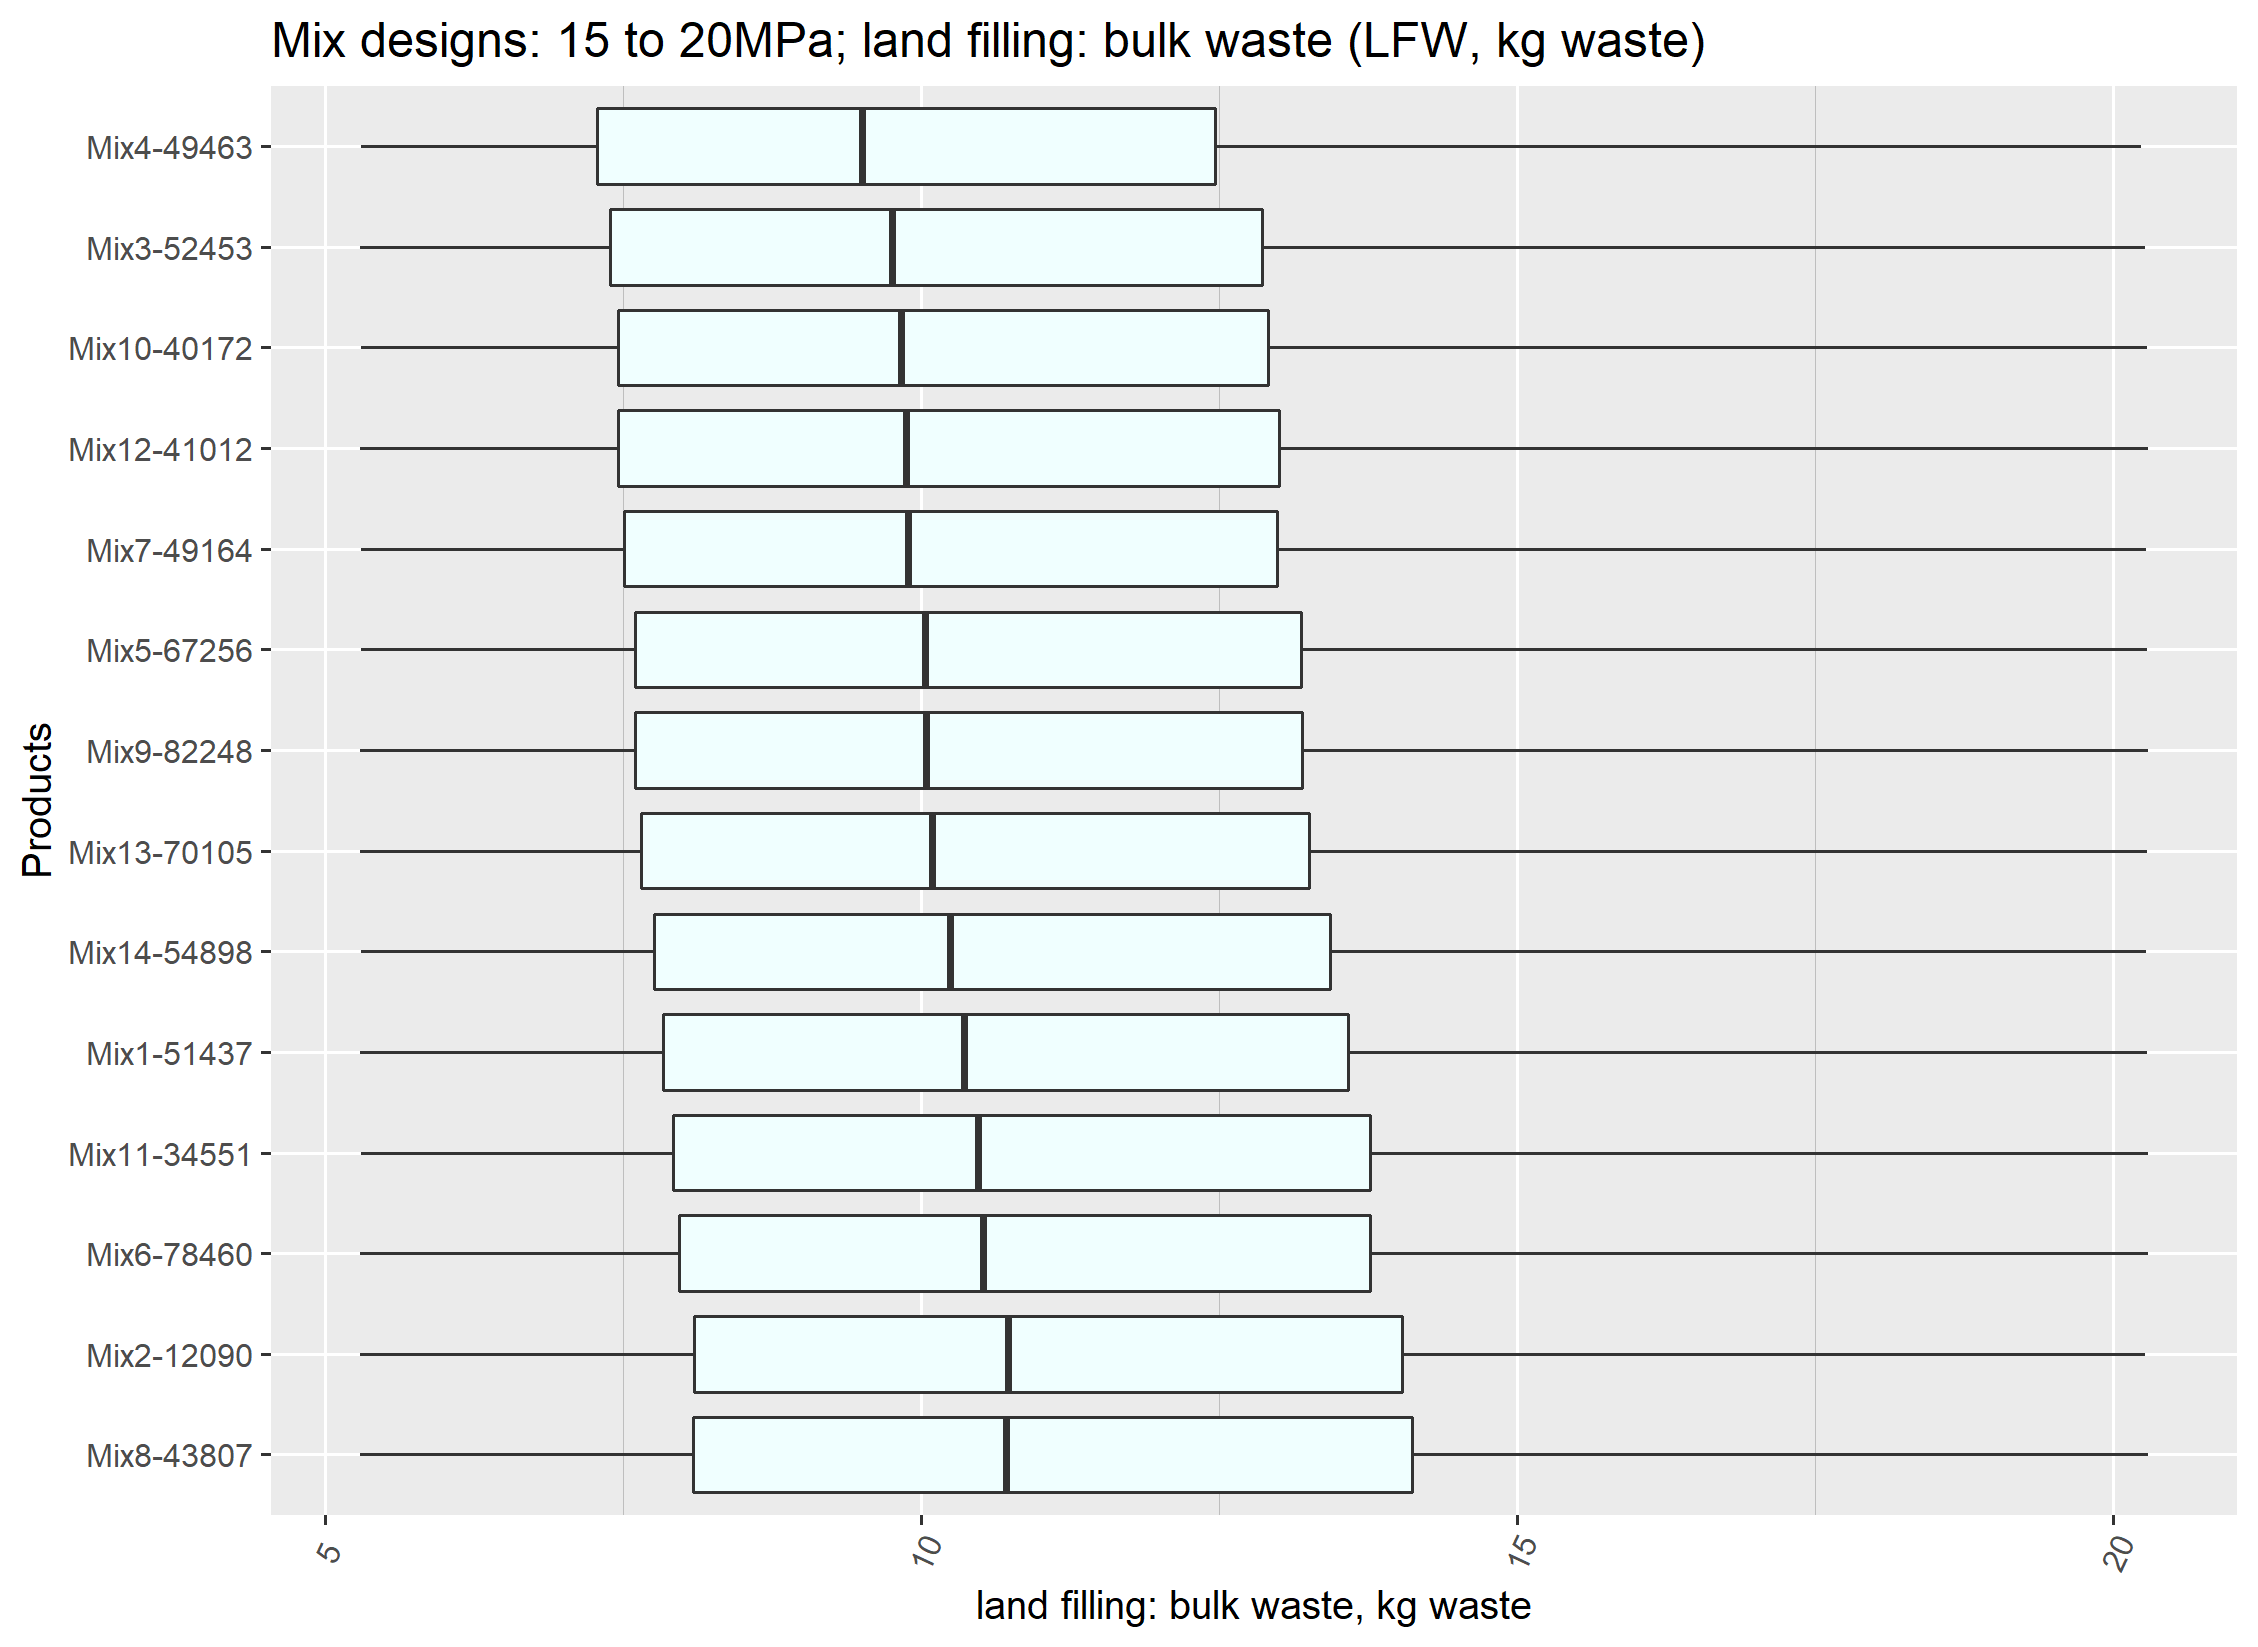 Mix designs: 15 to 20MPa; land filling: bulk waste (LFW, kg waste)
Products
Mix4-49463
Mix3-52453
Mix10-40172
Mix12-41012
Mix7-49164
Mix5-67256
Mix9-82248
Mix13-70105
Mix14-54898
Mix1-51437
Mix11-34551
Mix6-78460
Mix2-12090
Mix8-43807
5 10 15 20
land filling: bulk waste, kg waste